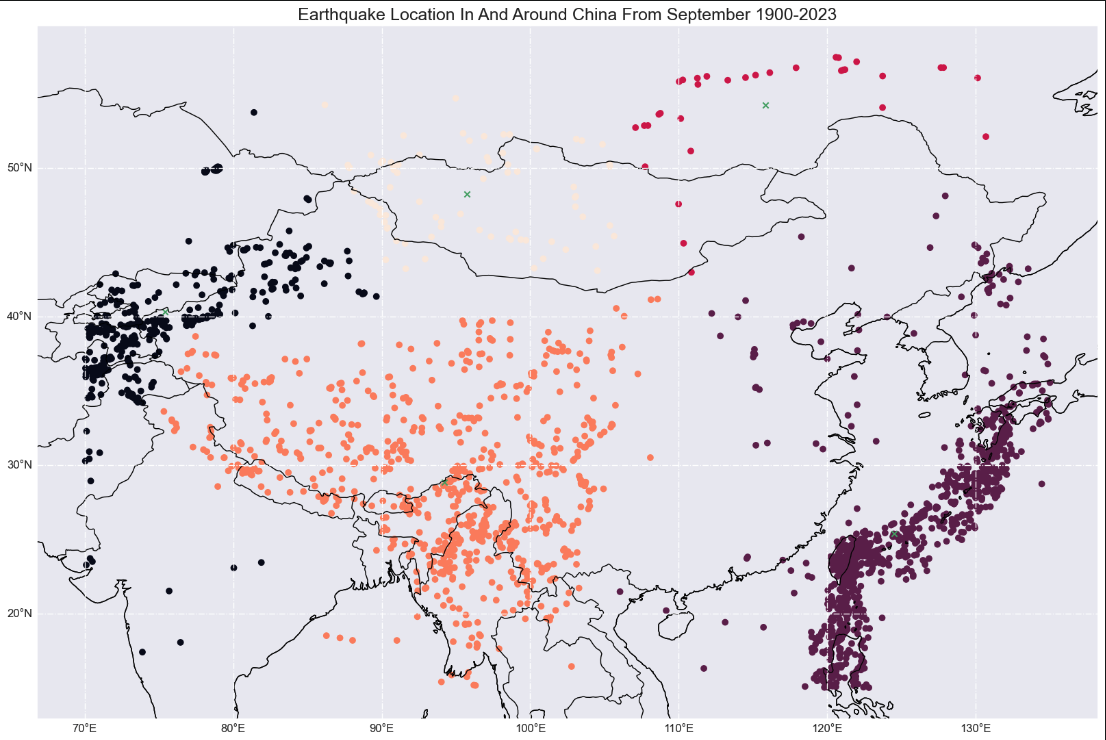 Earthquake Location In And Around China From September 1900-2023
50°N
40°N
30°N
20°N
70°E 80°E 90°E 100°E 110°E 120°E 130°E